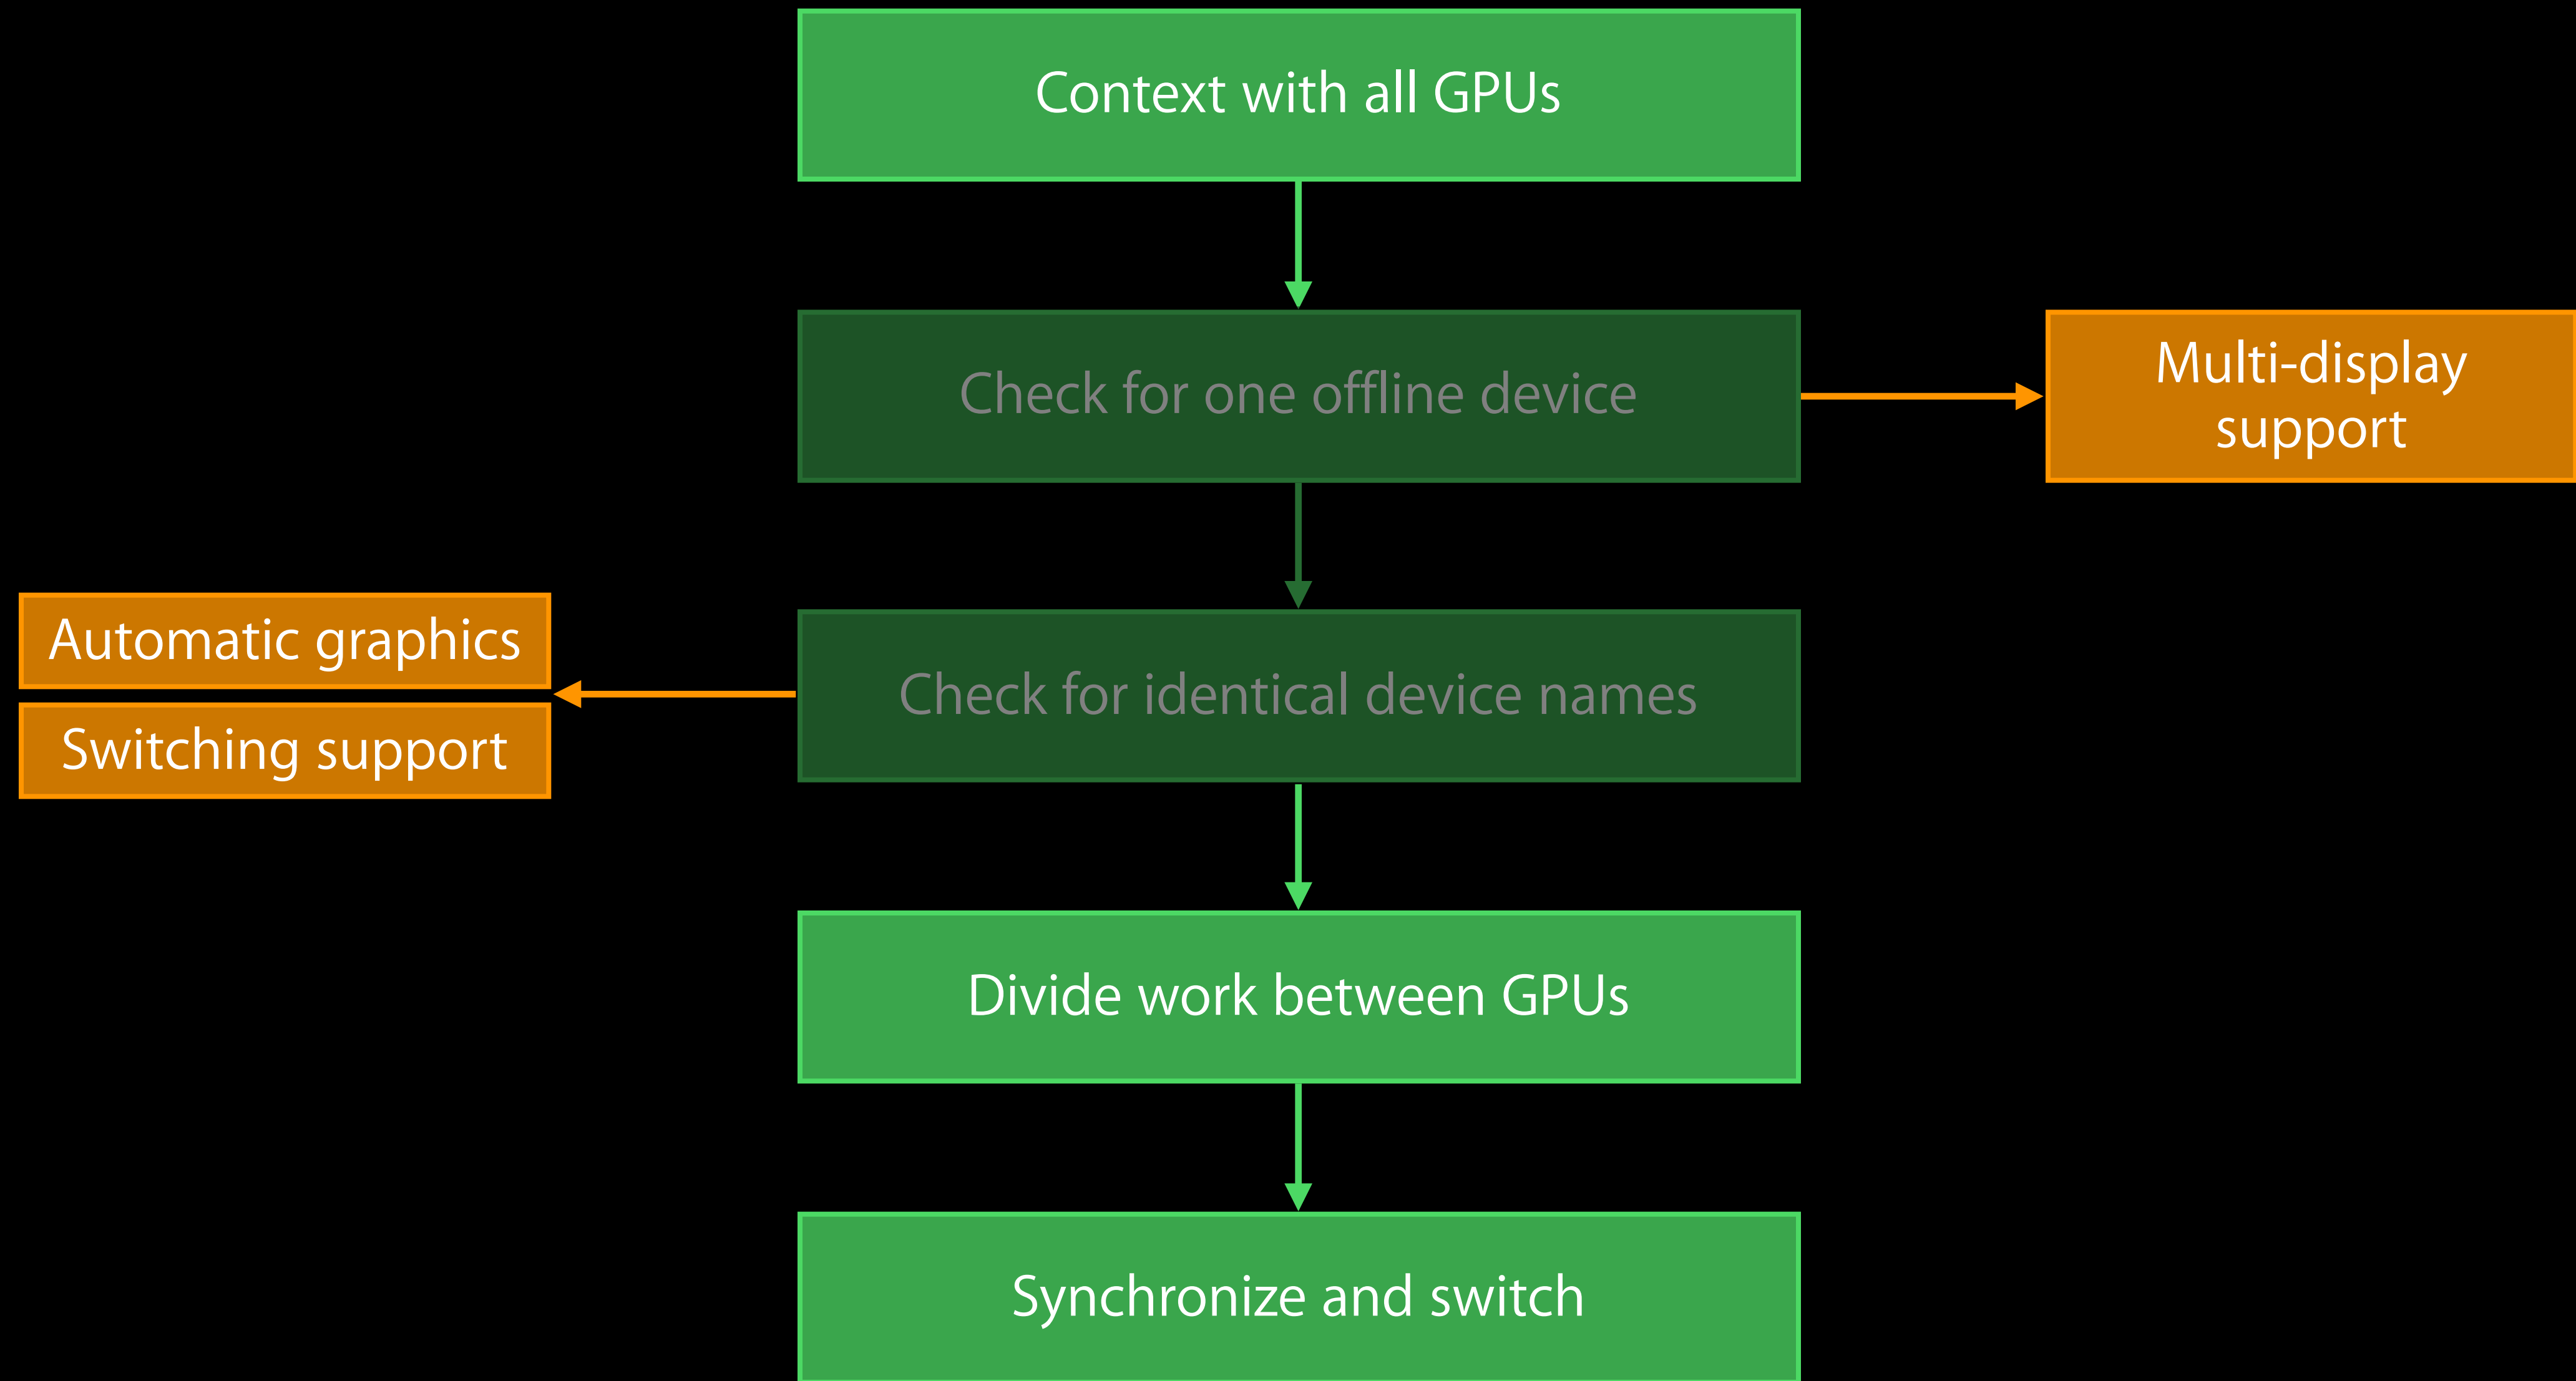 Context with all GPUs
Check for one offline device
Multi-display
support
Automatic graphics
Switching support
Check for identical device names
Divide work between GPUs
Synchronize and switch